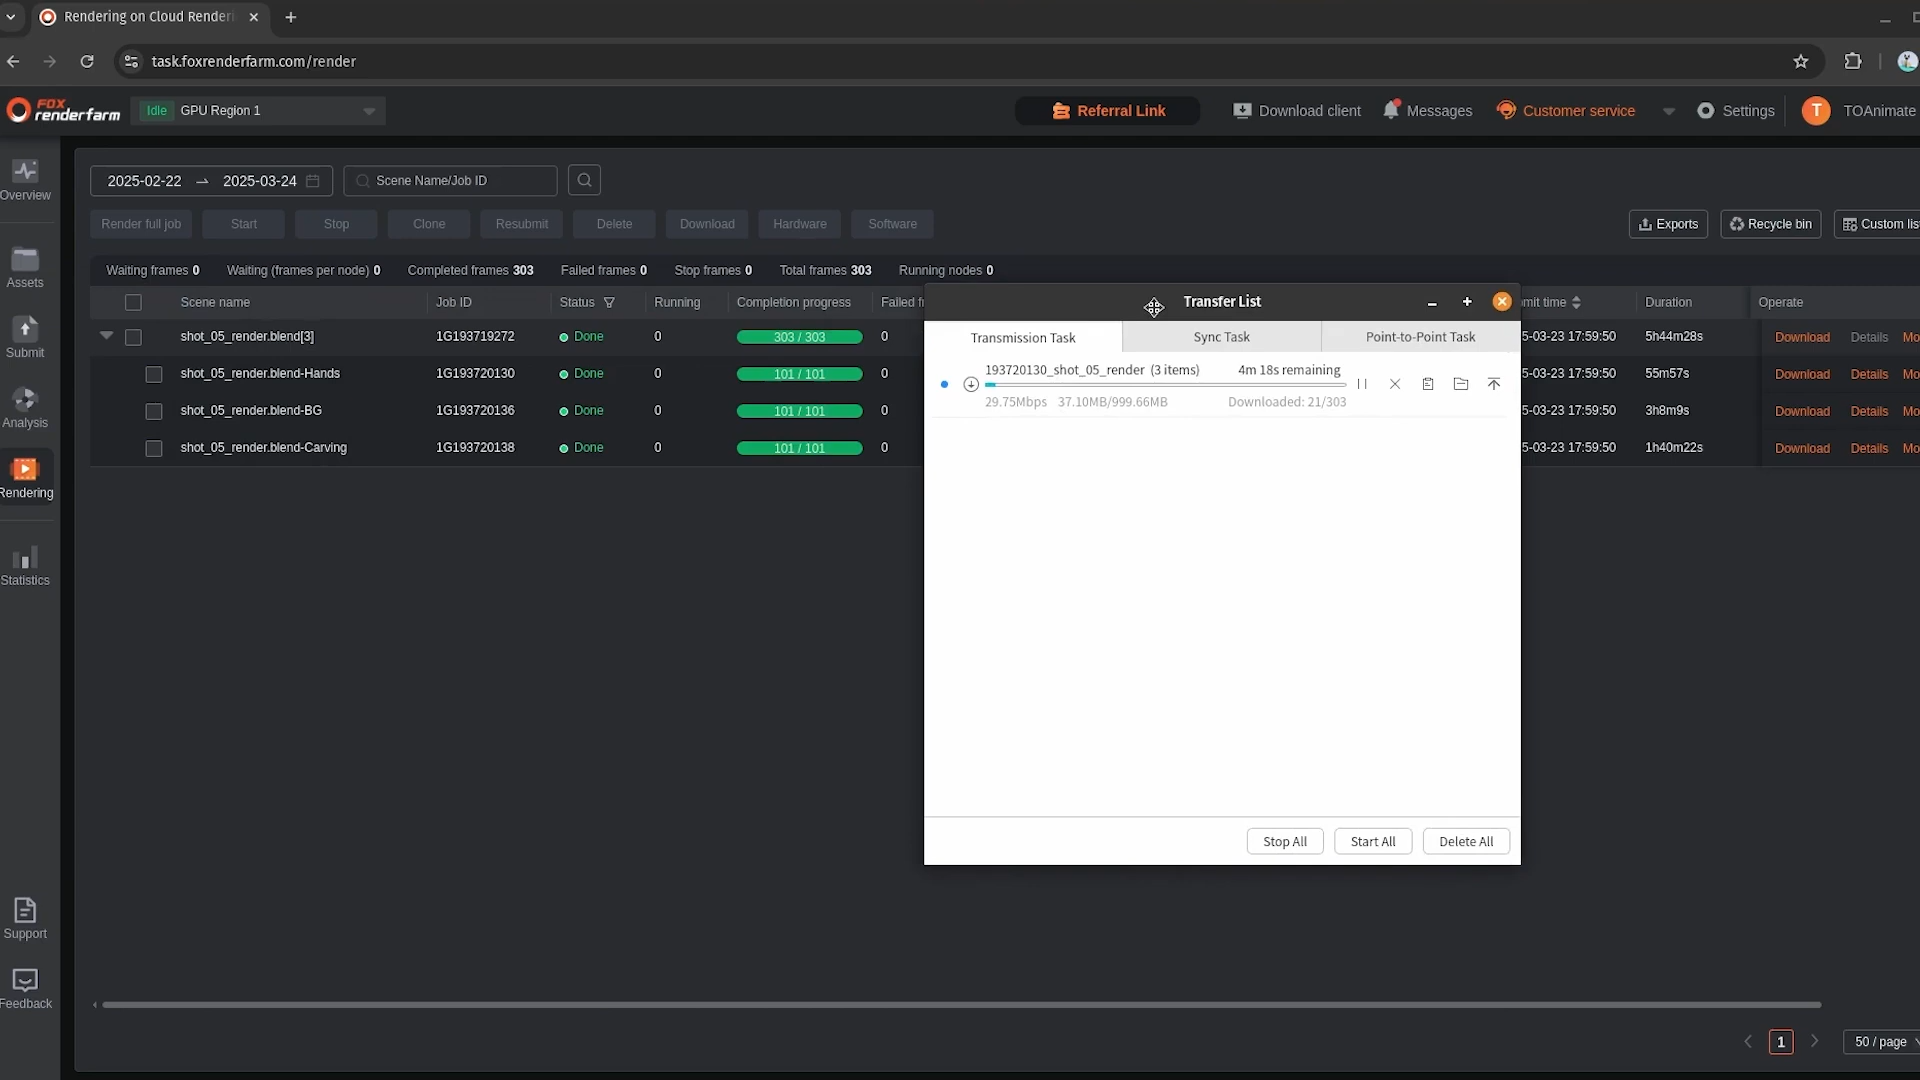 Rendering on Cloud Renderi
task.foxrenderfarm.com/render
FOX
renderfarm
Idle GPU Region 1
Referral Link
Download client
Messages
Customer service
Settings
T
TOAnimate
Overview
Assets
Submit
Analysis
Rendering
Statistics
Support
Feedback
2025-02-22 → 2025-03-24
Scene Name/Job ID
Render full job Start Stop Clone Resubmit Delete Download Hardware Software
Exports Recycle bin Custom lis
Waiting frames 0 Waiting (frames per node) 0 Completed frames 303 Failed frames 0 Stop frames 0 Total frames 303 Running nodes 0
Scene name Job ID Status Running Completion progress Failed fr mit time Duration Operate
shot_05_render.blend[3] 1G193719272 Done 0 303 / 303 0 5-03-23 17:59:50 5h44m28s Download Details Mo
shot_05_render.blend-Hands 1G193720130 Done 0 101 / 101 0 5-03-23 17:59:50 55m57s Download Details Mo
shot_05_render.blend-BG 1G193720136 Done 0 101 / 101 0 5-03-23 17:59:50 3h8m9s Download Details Mo
shot_05_render.blend-Carving 1G193720138 Done 0 101 / 101 0 5-03-23 17:59:50 1h40m22s Download Details Mo
Transfer List
Transmission Task Sync Task Point-to-Point Task
193720130_shot_05_render (3 items) 4m 18s remaining
29.75Mbps 37.10MB/999.66MB Downloaded: 21/303
Stop All Start All Delete All
1
50 / page